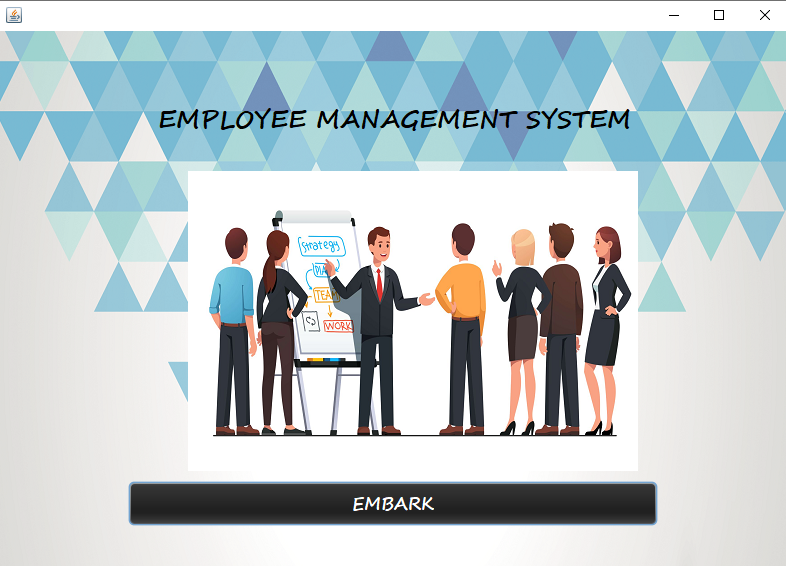 EMPLOYEE MANAGEMENT SYSTEM
Strategy
TEAM
WORK
EMBARK